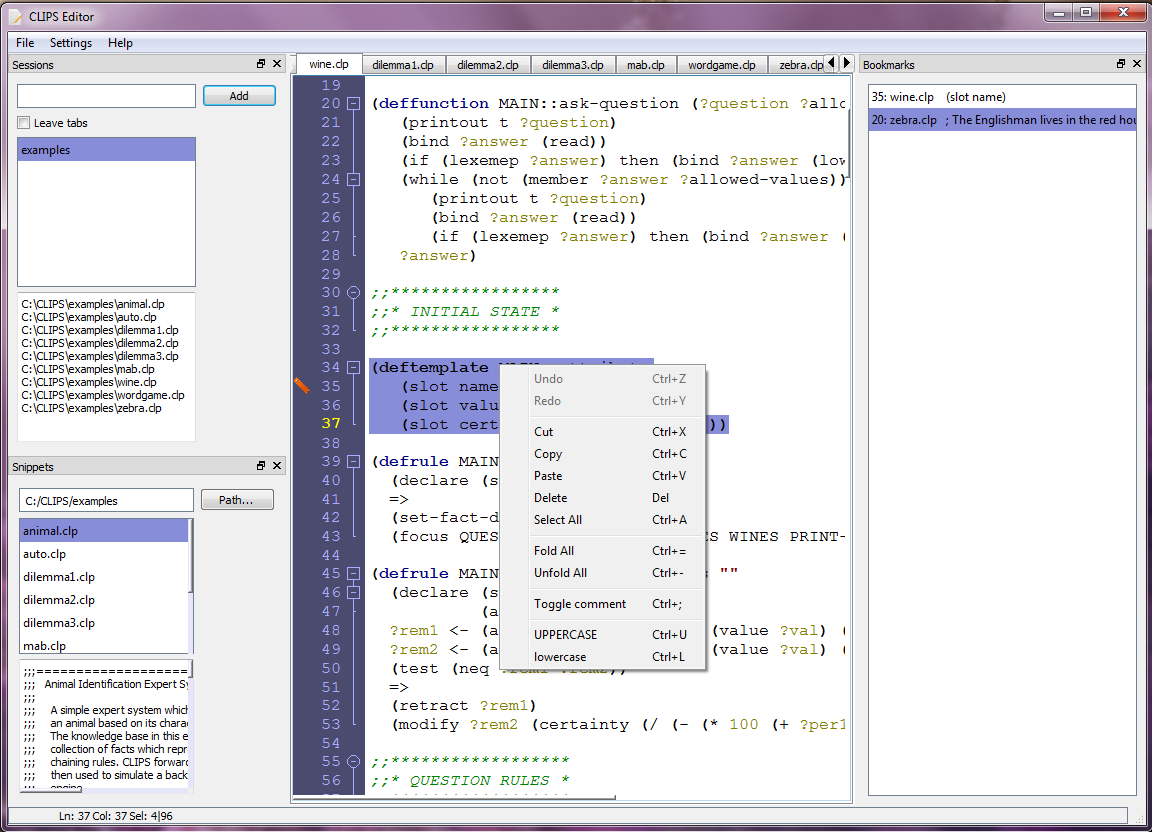 CLIPS Editor
File Settings Help
Sessions
Add
Leave tabs
examples
C:\CLIPS\examples\animal.clp
C:\CLIPS\examples\auto.clp
C:\CLIPS\examples\dilemma1.clp
C:\CLIPS\examples\dilemma2.clp
C:\CLIPS\examples\dilemma3.clp
C:\CLIPS\examples\mab.clp
C:\CLIPS\examples\wine.clp
C:\CLIPS\examples\wordgame.clp
C:\CLIPS\examples\zebra.clp
Snippets
C:/CLIPS/examples
Path...
animal.clp
auto.clp
dilemma1.clp
dilemma2.clp
dilemma3.clp
mab.clp
;;;======================
;;; Animal Identification Expert Sy
;;;
;;; A simple expert system which
;;; an animal based on its charac
;;; The knowledge base in this e
;;; collection of facts which repr
;;; chaining rules. CLIPS forward
;;; then used to simulate a back
;;; engine
wine.clp dilemma1.clp dilemma2.clp dilemma3.clp mab.clp wordgame.clp zebra.clp
19
20 (deffunction MAIN::ask-question (?question ?allo
21 (printout t ?question)
22 (bind ?answer (read))
23 (if (lexemep ?answer) then (bind ?answer (low
24 (while (not (member ?answer ?allowed-values))
25 (printout t ?question)
26 (bind ?answer (read))
27 (if (lexemep ?answer) then (bind ?answer (
28 ?answer)
29
30 ;;*****************
31 ;;* INITIAL STATE *
32 ;;*****************
33
34 (deftemplate
35 (slot name
36 (slot valu
37 (slot cert ))
38
39 (defrule MAIN
40 (declare (s
41 =>
42 (set-fact-d
43 (focus QUES S WINES PRINT-
44
45 (defrule MAIN ""
46 (declare (s
47 (a
48 ?rem1 <- (a (value ?val) (
49 ?rem2 <- (a (value ?val) (
50 (test (neq ?rem1 ?rem2))
51 =>
52 (retract ?rem1)
53 (modify ?rem2 (certainty (/ (- (* 100 (+ ?per1
54
55 ;;******************
56 ;;* QUESTION RULES *
Undo Ctrl+Z
Redo Ctrl+Y
Cut Ctrl+X
Copy Ctrl+C
Paste Ctrl+V
Delete Del
Select All Ctrl+A
Fold All Ctrl+=
Unfold All Ctrl+-
Toggle comment Ctrl+;
UPPERCASE Ctrl+U
lowercase Ctrl+L
Bookmarks
35: wine.clp (slot name)
20: zebra.clp ; The Englishman lives in the red hou
Ln: 37 Col: 37 Sel: 4|96